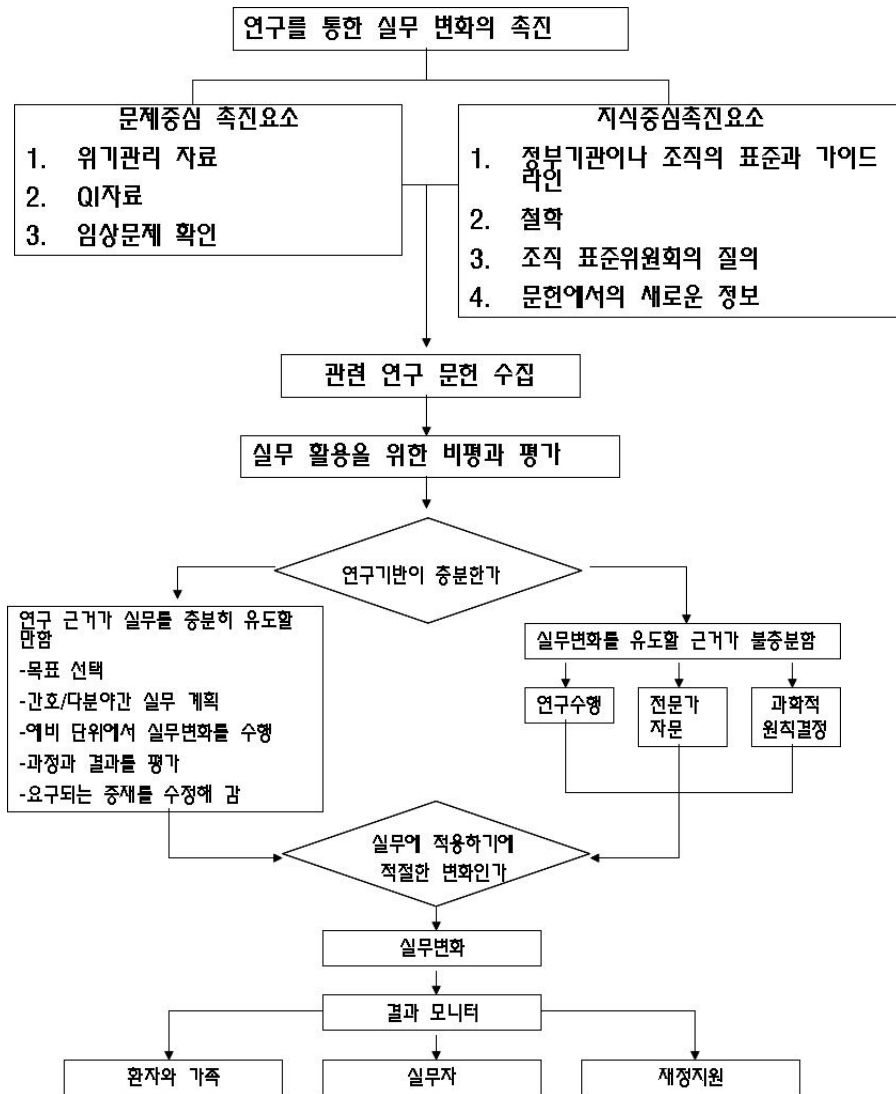 연구를 통한 실무 변화의 촉진
문제중심 촉진요소
1. 위기관리 자료
2. QI자료
3. 임상문제 확인
지식중심촉진요소
1. 정부기관이나 조직의 표준과 가이드
라인
2. 철학
3. 조직 표준위원회의 질의
4. 문헌에서의 새로운 정보
관련 연구 문헌 수집
실무 활용을 위한 비평과 평가
연구기반이 충분한가
연구 근거가 실무를 충분히 유도할
만함
-목표 선택
-간호/다분야간 실무 계획
-예비 단위에서 실무변화를 수행
-과정과 결과를 평가
-요구되는 중재를 수정해 감
실무변화를 유도할 근거가 불충분함
연구수행
전문가
자문
과학적
원칙결정
실무에 적용하기에
적절한 변화인가
실무변화
결과 모니터
환자와 가족
실무자
재정지원